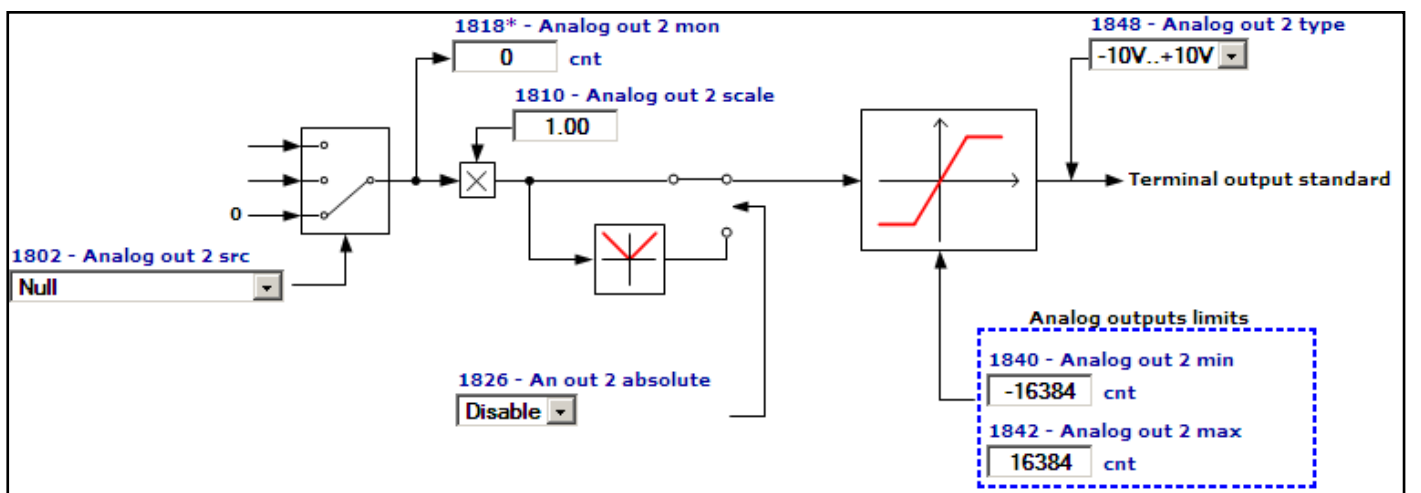 1818* - Analog out 2 mon
0 cnt
1848 - Analog out 2 type
-10V..+10V
1810 - Analog out 2 scale
1.00
Terminal output standard
0
1802 - Analog out 2 src
Null
1826 - An out 2 absolute
Disable
Analog outputs limits
1840 - Analog out 2 min
-16384 cnt
1842 - Analog out 2 max
16384 cnt